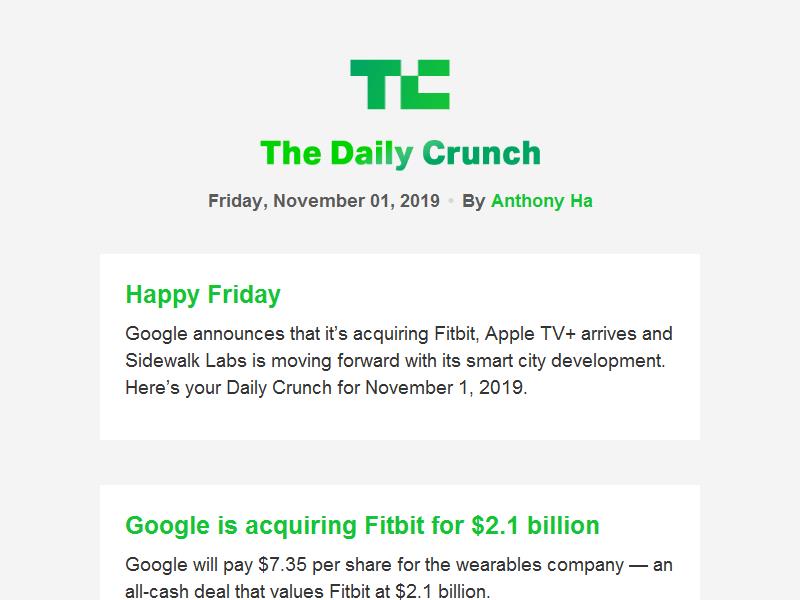 TC
The Daily Crunch
Friday, November 01, 2019 • By Anthony Ha
Happy Friday
Google announces that it’s acquiring Fitbit, Apple TV+ arrives and
Sidewalk Labs is moving forward with its smart city development.
Here’s your Daily Crunch for November 1, 2019.
Google is acquiring Fitbit for $2.1 billion
Google will pay $7.35 per share for the wearables company — an
all-cash deal that values Fitbit at $2.1 billion.